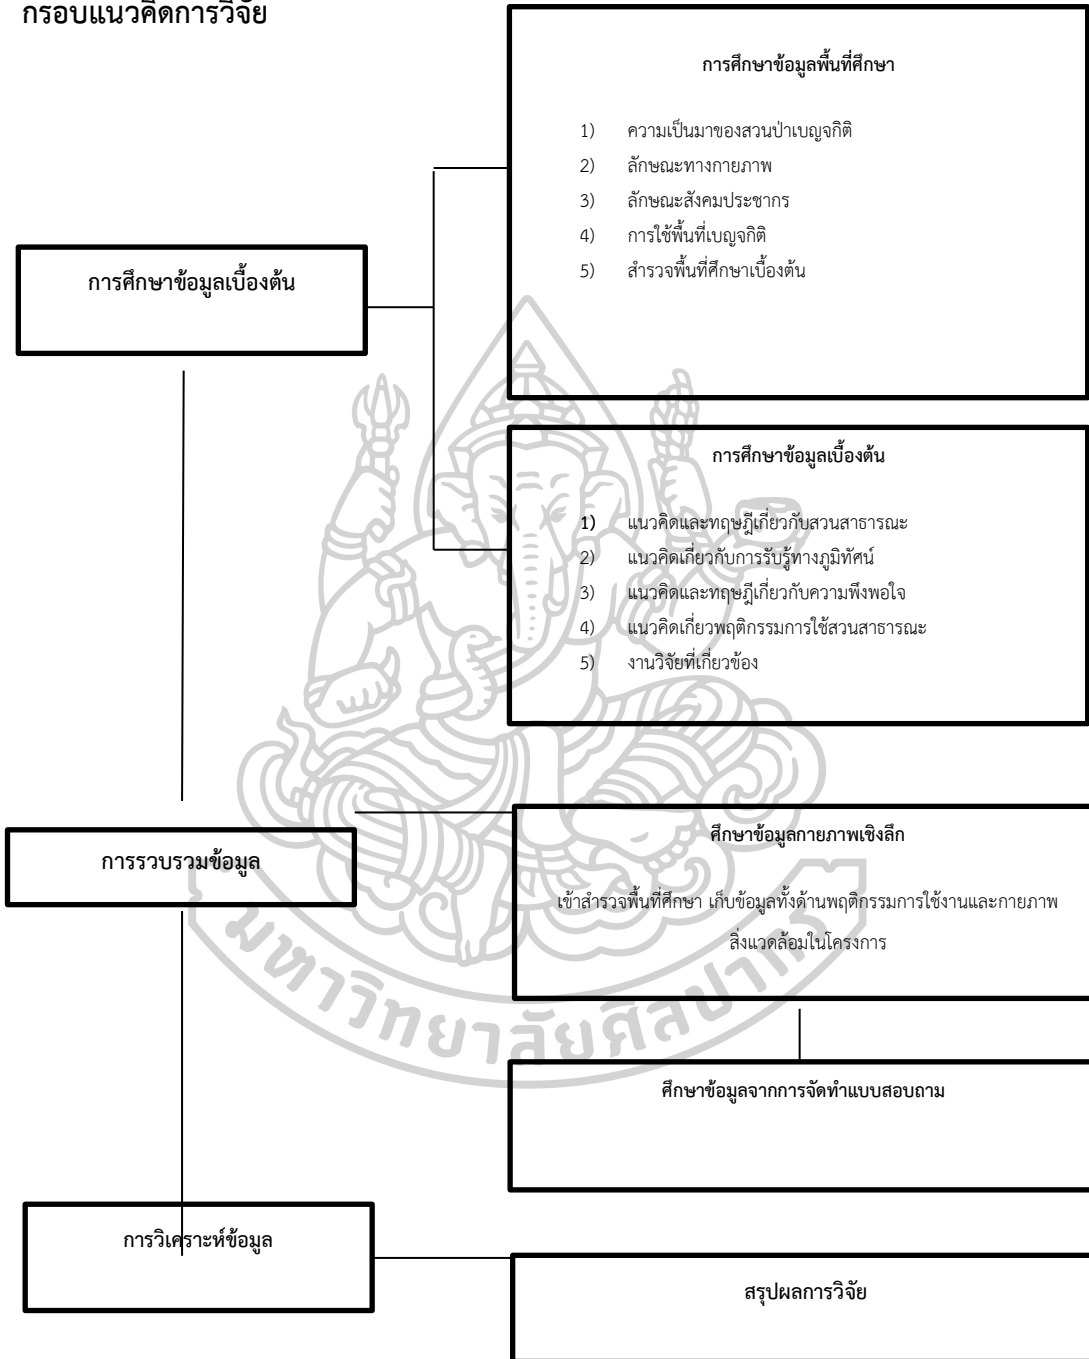 กรอบแนวคิดการวิจัย
การศึกษาข้อมูลพื้นที่ศึกษา
1) ความเป็นมาของสวนป่าเบญจกิติ
2) ลักษณะทางกายภาพ
3) ลักษณะสังคมประชากร
4) การใช้พื้นที่เบญจกิติ
5) สำรวจพื้นที่ศึกษาเบื้องต้น
การศึกษาข้อมูลเบื้องต้น
การศึกษาข้อมูลเบื้องต้น
1) แนวคิดและทฤษฎีเกี่ยวกับสวนสาธารณะ
2) แนวคิดเกี่ยวกับการรับรู้ทางภูมิทัศน์
3) แนวคิดและทฤษฎีเกี่ยวกับความพึงพอใจ
4) แนวคิดเกี่ยวพฤติกรรมการใช้สวนสาธารณะ
5) งานวิจัยที่เกี่ยวข้อง
การรวบรวมข้อมูล
ศึกษาข้อมูลกายภาพเชิงลึก
เข้าสำรวจพื้นที่ศึกษา เก็บข้อมูลทั้งด้านพฤติกรรมการใช้งานและกายภาพ
สิ่งแวดล้อมในโครงการ
มหาวิทยาลัยศิลปากร
ศึกษาข้อมูลจากการจัดทำแบบสอบถาม
การวิเคราะห์ข้อมูล
สรุปผลการวิจัย